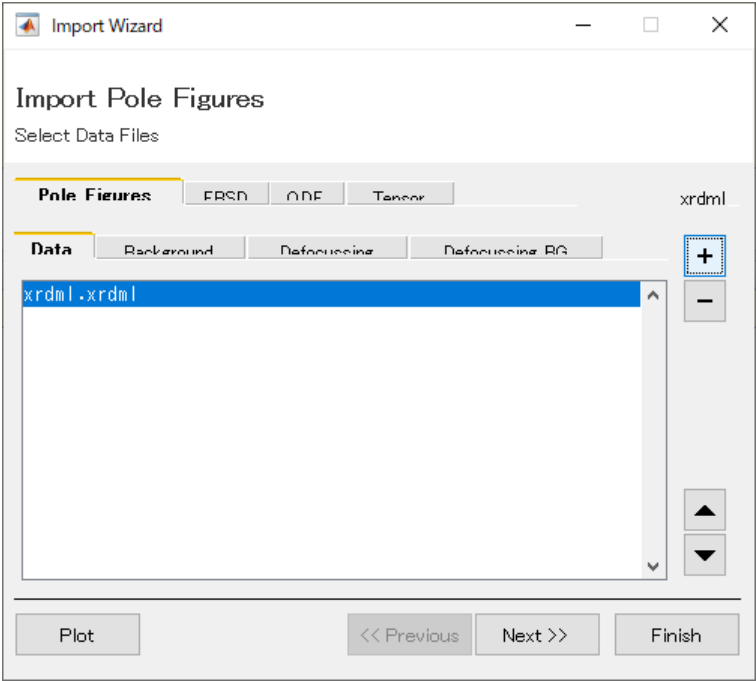 Import Wizard
Import Pole Figures
Select Data Files
Pole Figures EBSD ODF Tensor xrdml
Data Background Defocussing Defocussing BG
+
xrdml.xrdml
−
Plot << Previous Next >> Finish